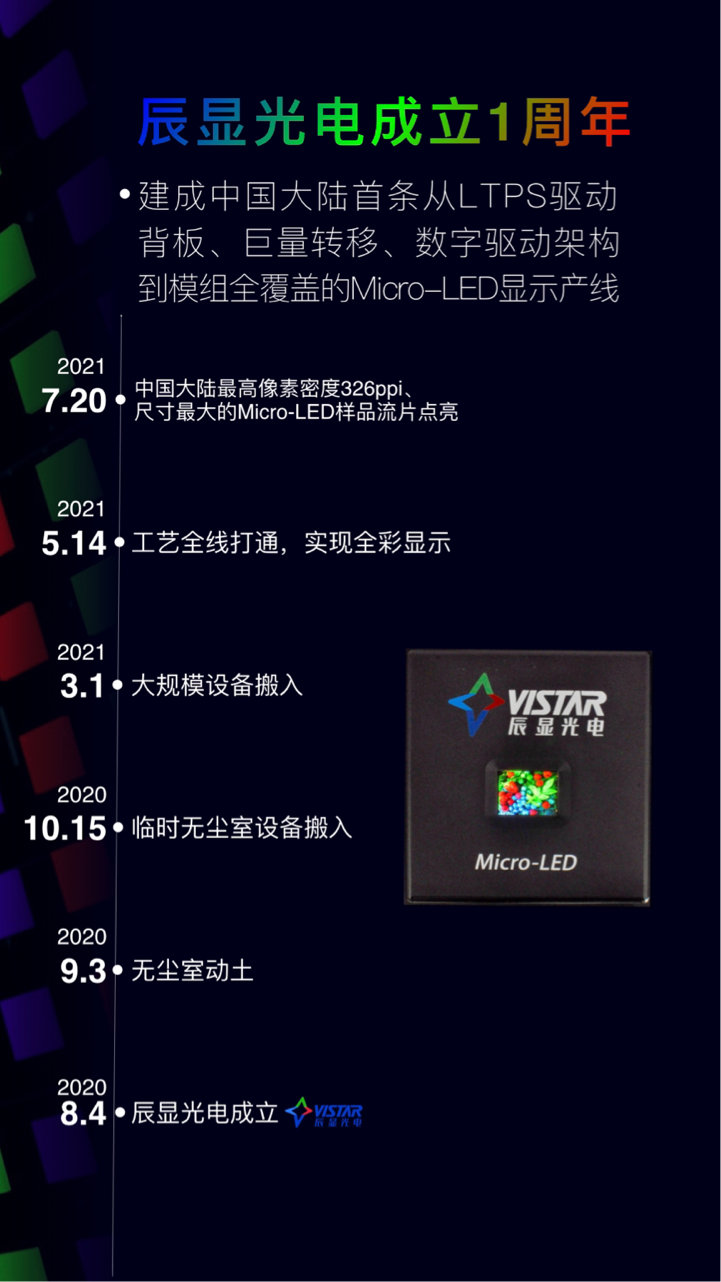 辰显光电成立1周年
建成中国大陆首条从LTPS驱动
背板、巨量转移、数字驱动架构
到模组全覆盖的Micro-LED显示产线
2021
7.20
中国大陆最高像素密度326ppi、
尺寸最大的Micro-LED样品流片点亮
2021
5.14 工艺全线打通，实现全彩显示
2021
3.1 大规模设备搬入
VISTAR
辰显光电
Micro-LED
2020
10.15 临时无尘室设备搬入
2020
9.3 无尘室动土
2020
8.4 辰显光电成立 VISTAR
辰显光电